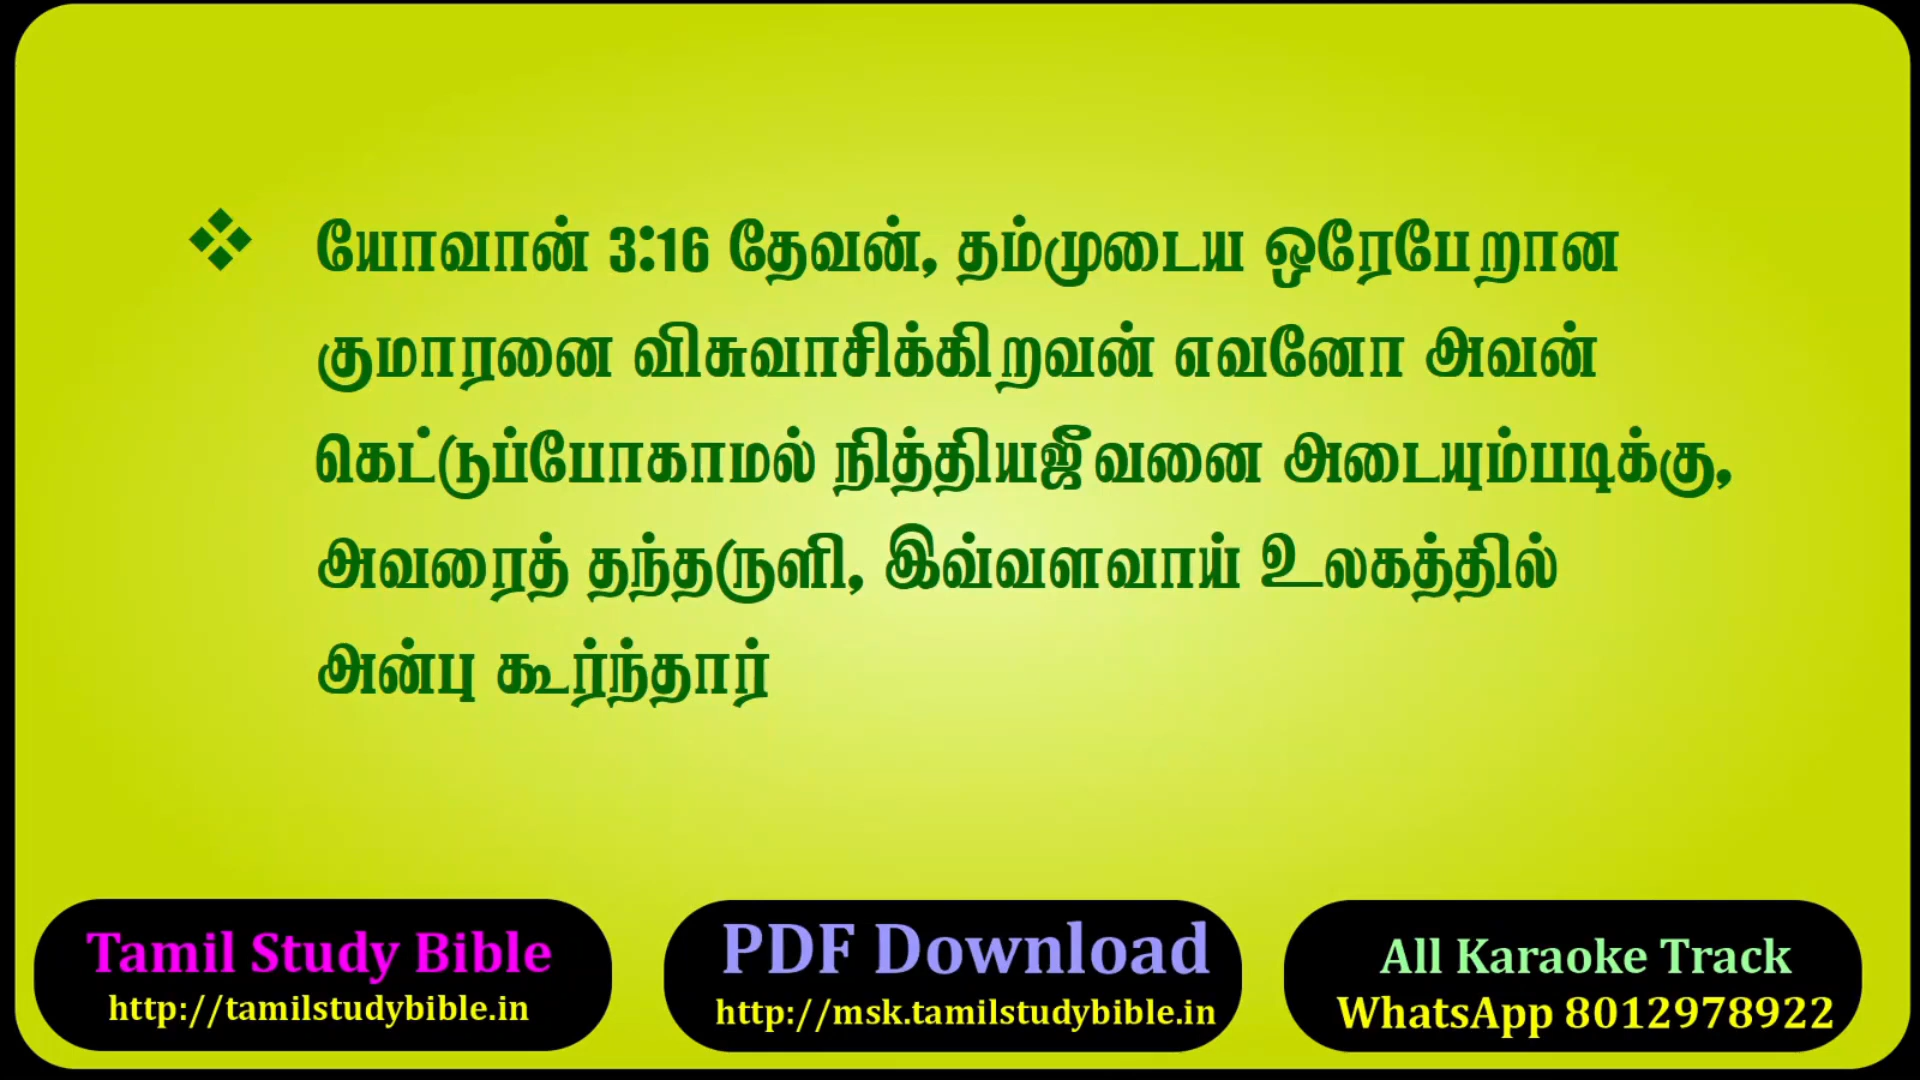 ❖ யோவான் 3:16 தேவன், தம்முடைய ஒரேபேறான
குமாரனை விசுவாசிக்கிறவன் எவனோ அவன்
கெட்டுப்போகாமல் நித்தியஜீவனை அடையும்படிக்கு,
அவரைத் தந்தருளி, இவ்வளவாய் உலகத்தில்
அன்பு கூர்ந்தார்
Tamil Study Bible
http://tamilstudybible.in
PDF Download
http://msk.tamilstudybible.in
All Karaoke Track
WhatsApp 8012978922